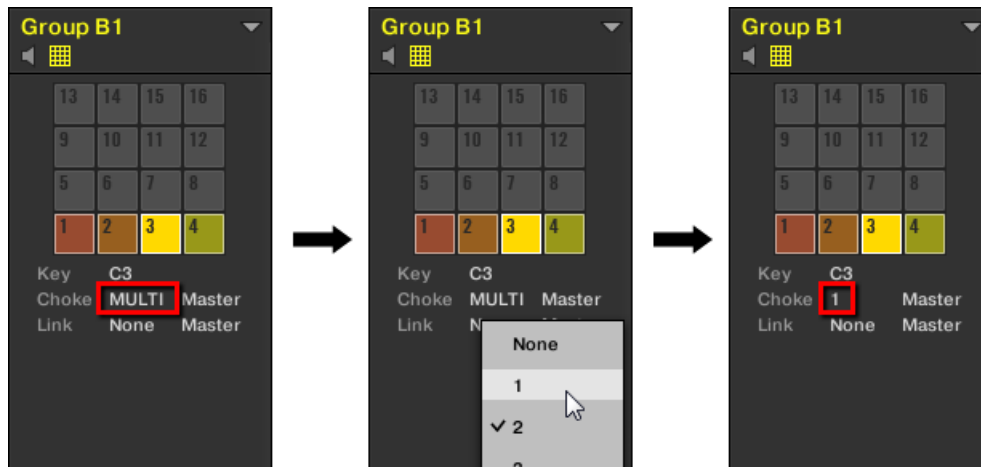 Group B1
13 14 15 16
9 10 11 12
5 6 7 8
1 2 3 4
Key C3
Choke MULTI Master
Link None Master
Group B1
13 14 15 16
9 10 11 12
5 6 7 8
1 2 3 4
Key C3
Choke MULTI Master
Link
None
1
2
Group B1
13 14 15 16
9 10 11 12
5 6 7 8
1 2 3 4
Key C3
Choke 1 Master
Link None Master